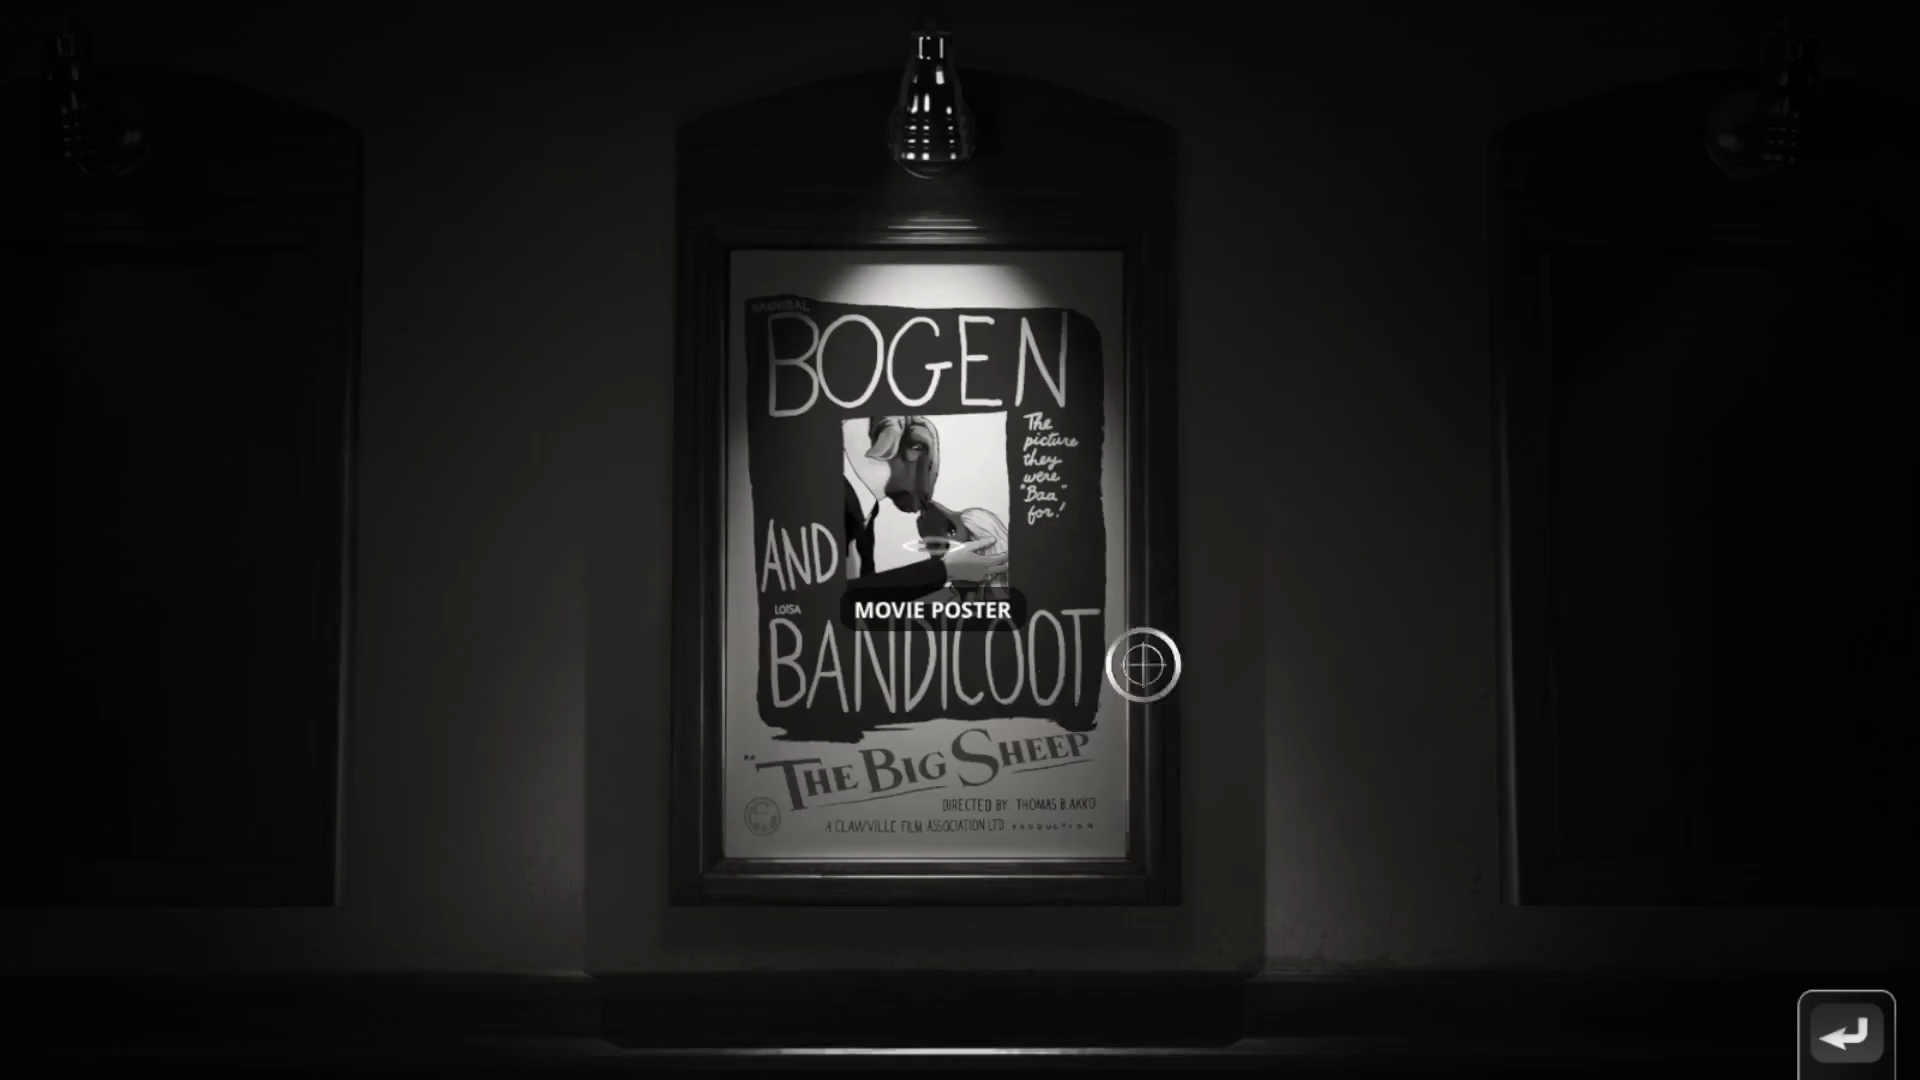 HANNIBAL
BOGEN
The
picture
they
were
"Baa"
for!
AND
MOVIE POSTER
LOISA
BANDICOOT
"THE BIG SHEEP
DIRECTED BY THOMAS B. AKKO
A CLAWVILLE FILM ASSOCIATION LTD PRODUCTION